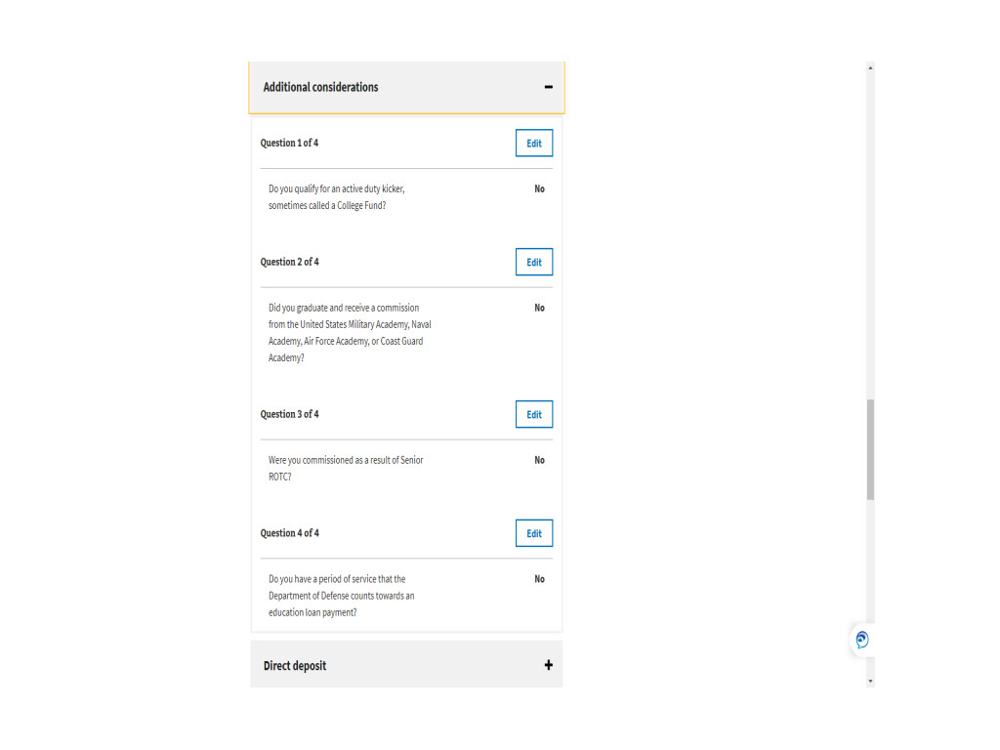 Additional considerations
Question 1 of 4
Edit
Do you qualify for an active duty kicker,
sometimes called a College Fund?
No
Question 2 of 4
Edit
Did you graduate and receive a commission
from the United States Military Academy, Naval
Academy, Air Force Academy, or Coast Guard
Academy?
No
Question 3 of 4
Edit
Were you commissioned as a result of Senior
ROTC?
No
Question 4 of 4
Edit
Do you have a period of service that the
Department of Defense counts towards an
education loan payment?
No
Direct deposit